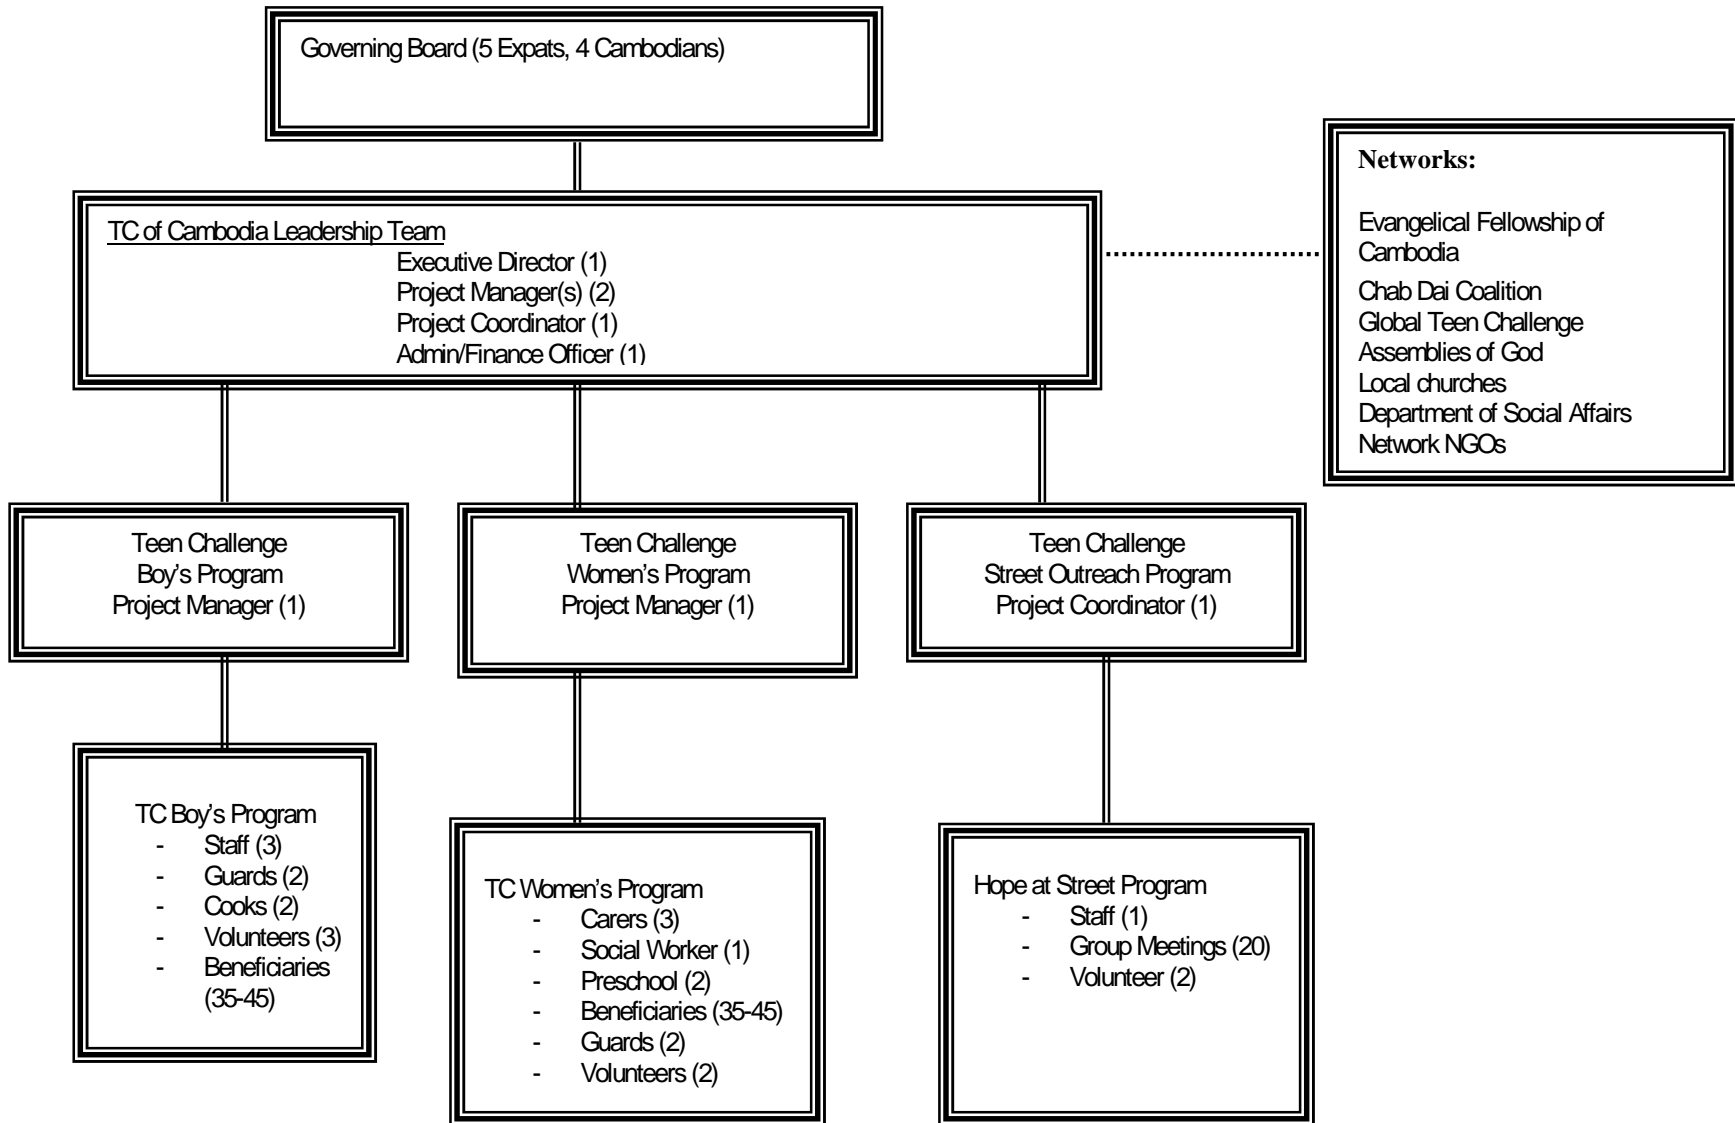 Governing Board (5 Expats, 4 Cambodians)
TC of Cambodia Leadership Team
Executive Director (1)
Project Manager(s) (2)
Project Coordinator (1)
Admin/Finance Officer (1)
Networks:
Evangelical Fellowship of
Cambodia
Chab Dai Coalition
Global Teen Challenge
Assemblies of God
Local churches
Department of Social Affairs
Network NGOs
Teen Challenge
Boy's Program
Project Manager (1)
Teen Challenge
Women's Program
Project Manager (1)
Teen Challenge
Street Outreach Program
Project Coordinator (1)
TC Boy's Program
- Staff (3)
- Guards (2)
- Cooks (2)
- Volunteers (3)
- Beneficiaries
(35-45)
TC Women's Program
- Carers (3)
- Social Worker (1)
- Preschool (2)
- Beneficiaries (35-45)
- Guards (2)
- Volunteers (2)
Hope at Street Program
- Staff (1)
- Group Meetings (20)
- Volunteer (2)